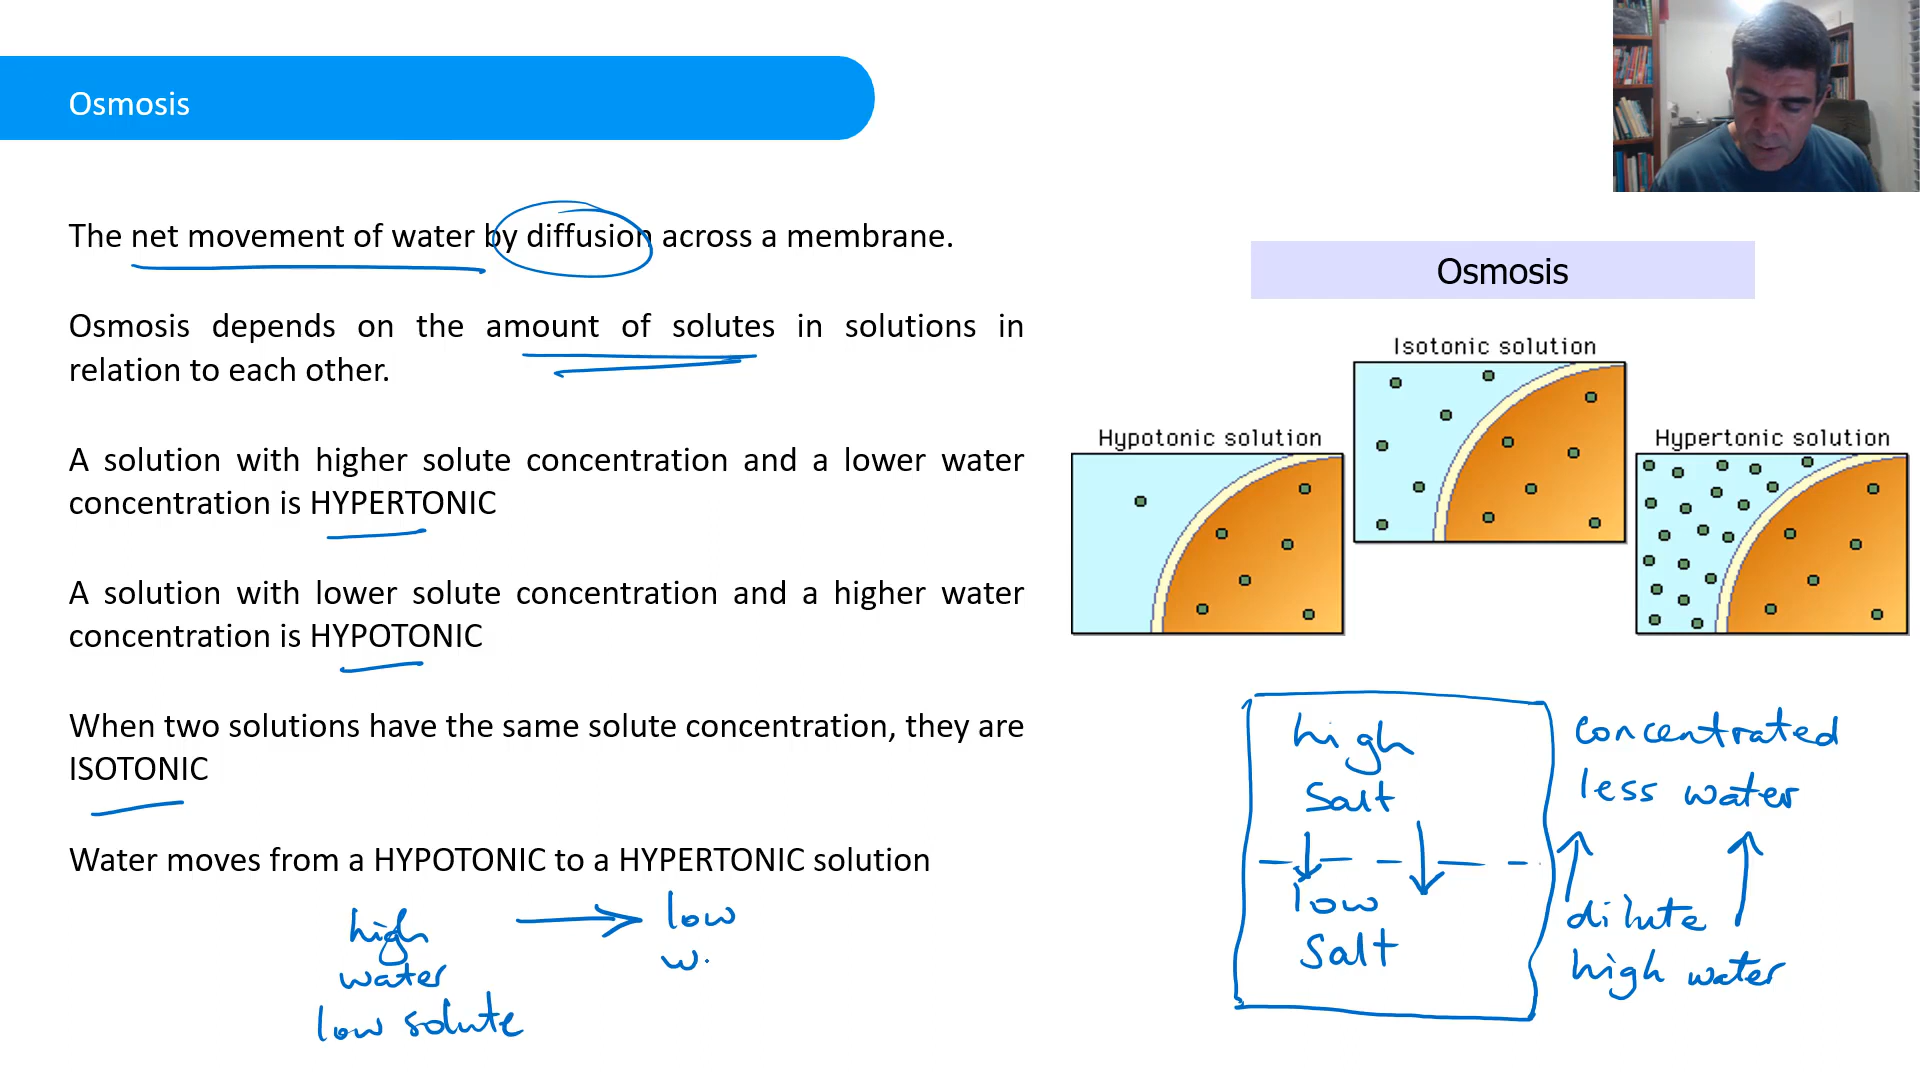 Osmosis
The net movement of water by diffusion across a membrane.
Osmosis depends on the amount of solutes in solutions in
relation to each other.
A solution with higher solute concentration and a lower water
concentration is HYPERTONIC
A solution with lower solute concentration and a higher water
concentration is HYPOTONIC
When two solutions have the same solute concentration, they are
ISOTONIC
Water moves from a HYPOTONIC to a HYPERTONIC solution
high
water
low solute
low
w.
Osmosis
Isotonic solution
Hypotonic solution
Hypertonic solution
high
Salt
low
Salt
concentrated
less water
dilute
high water